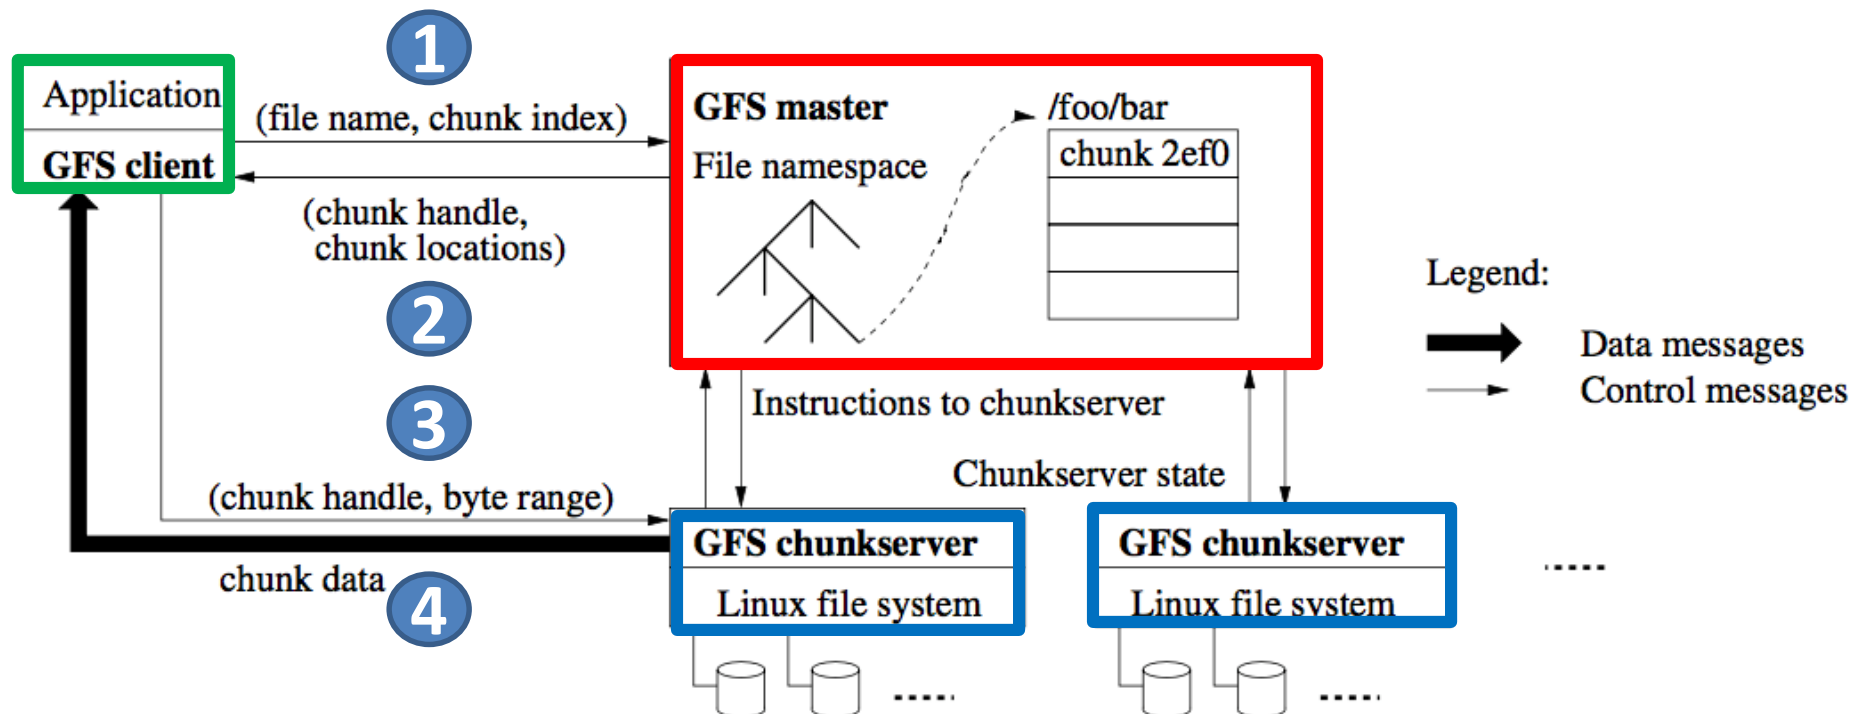 1
Application
(file name, chunk index)
GFS client
(chunk handle,
chunk locations)
2
GFS master
File namespace
/foo/bar
chunk 2ef0
Legend:
Data messages
Control messages
Instructions to chunkserver
Chunkserver state
3
(chunk handle, byte range)
chunk data
4
GFS chunkserver
Linux file system
GFS chunkserver
Linux file system